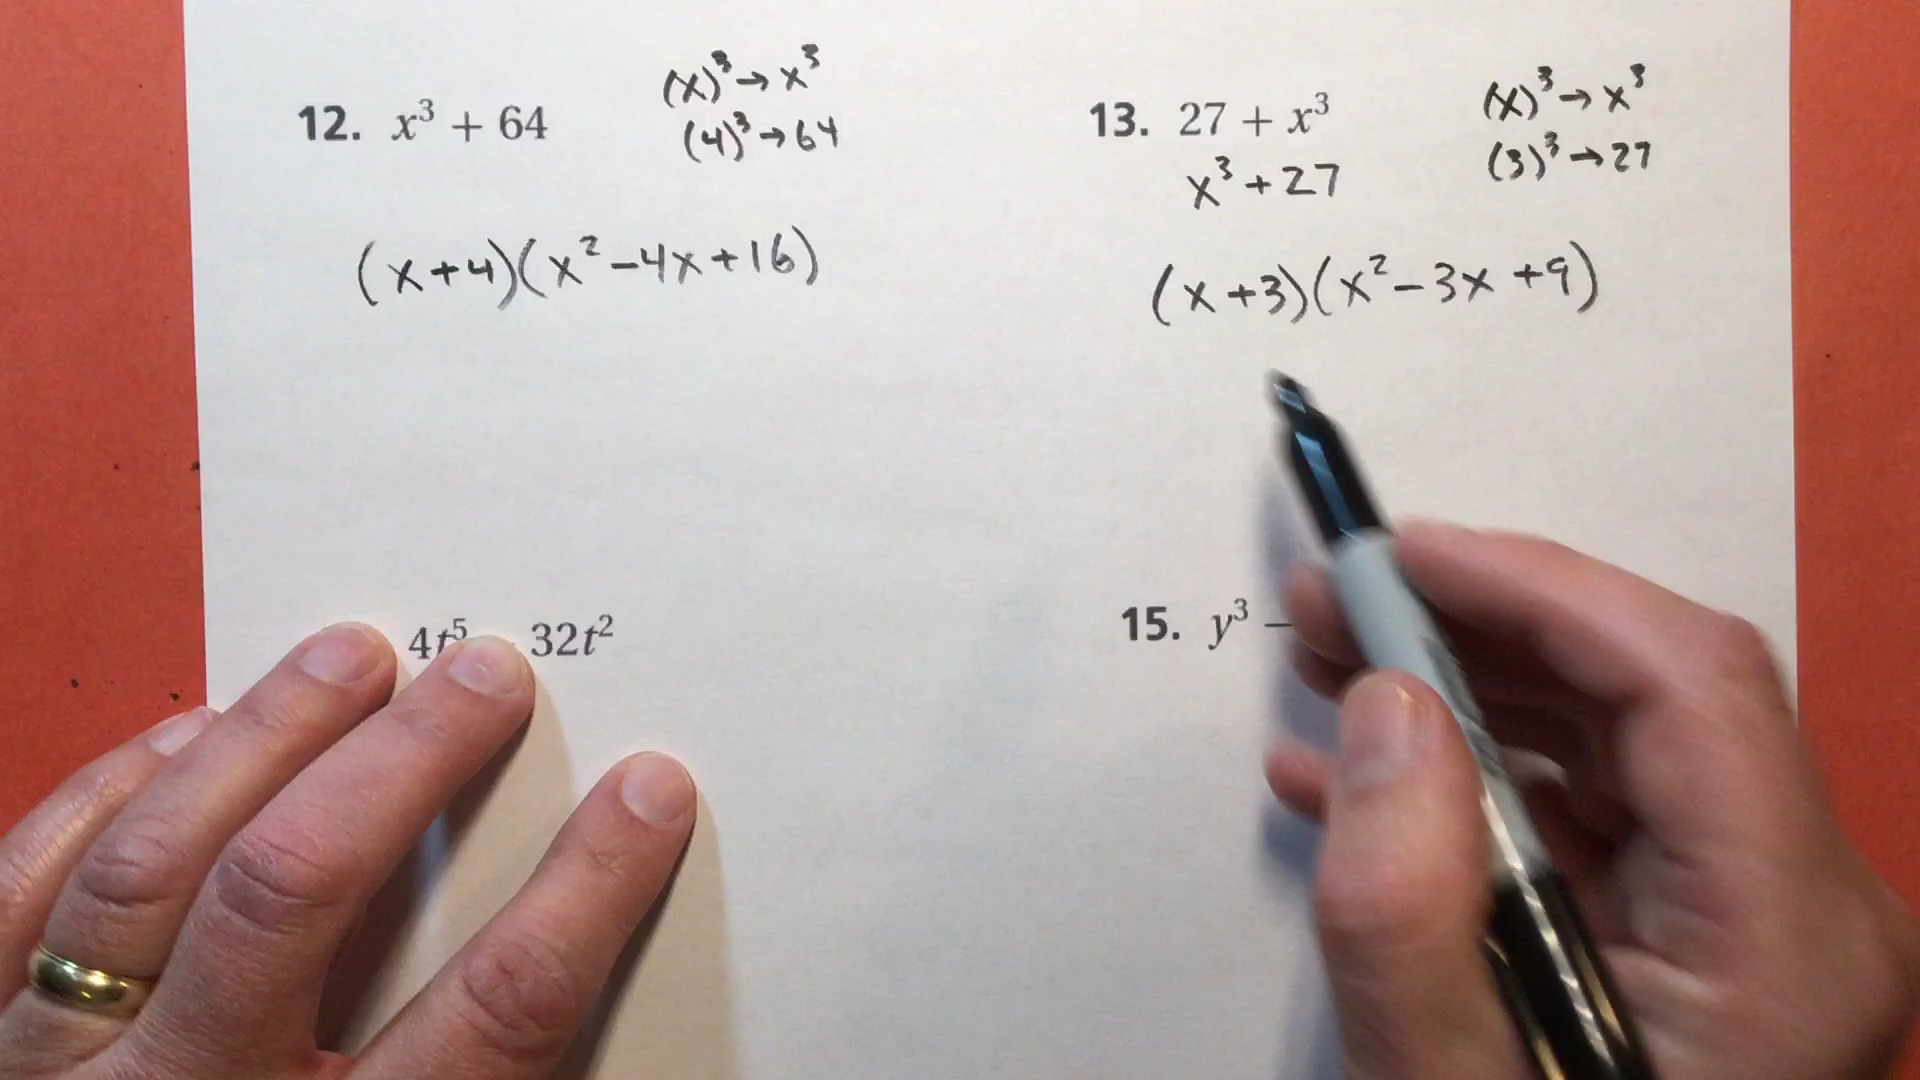 12. x³ + 64
(x)³→x³
(4)³→64
(x+4)(x²-4x+16)
13. 27 + x³
x³+27
(x)³→x³
(3)³→27
(x+3)(x²-3x+9)
4t⁵ 32t²
15. y³ −